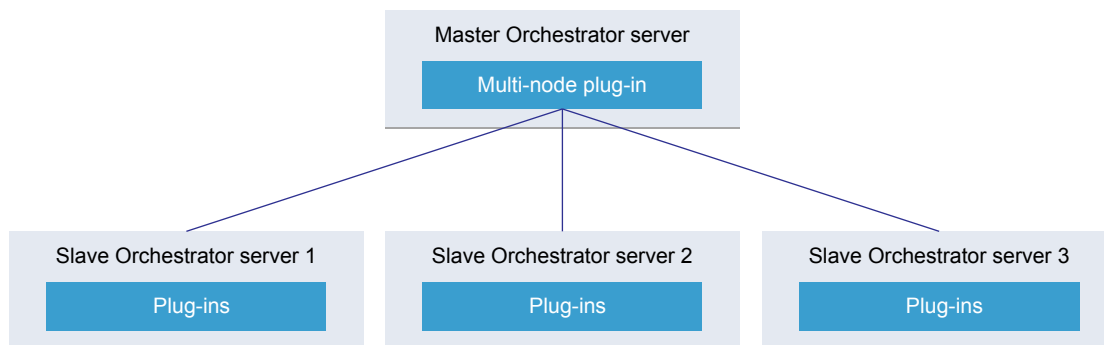 Master Orchestrator server
Multi-node plug-in
Slave Orchestrator server 1
Plug-ins
Slave Orchestrator server 2
Plug-ins
Slave Orchestrator server 3
Plug-ins